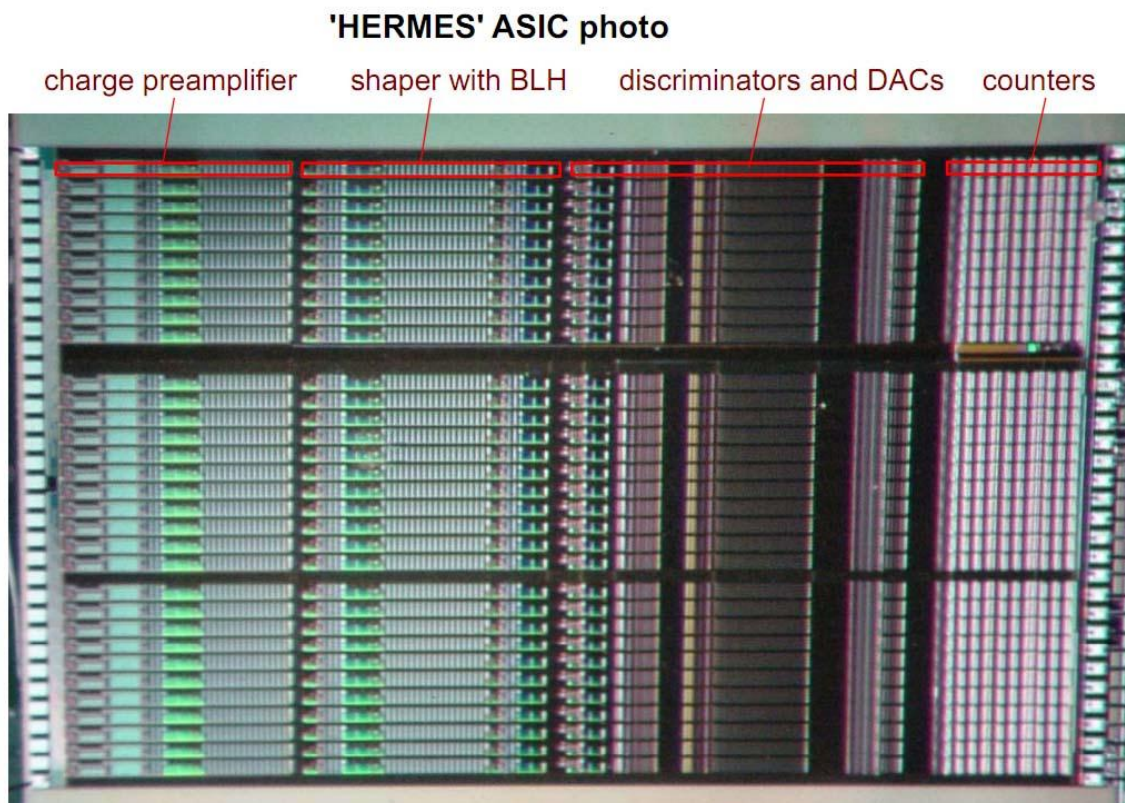 'HERMES' ASIC photo
charge preamplifier shaper with BLH discriminators and DACs counters